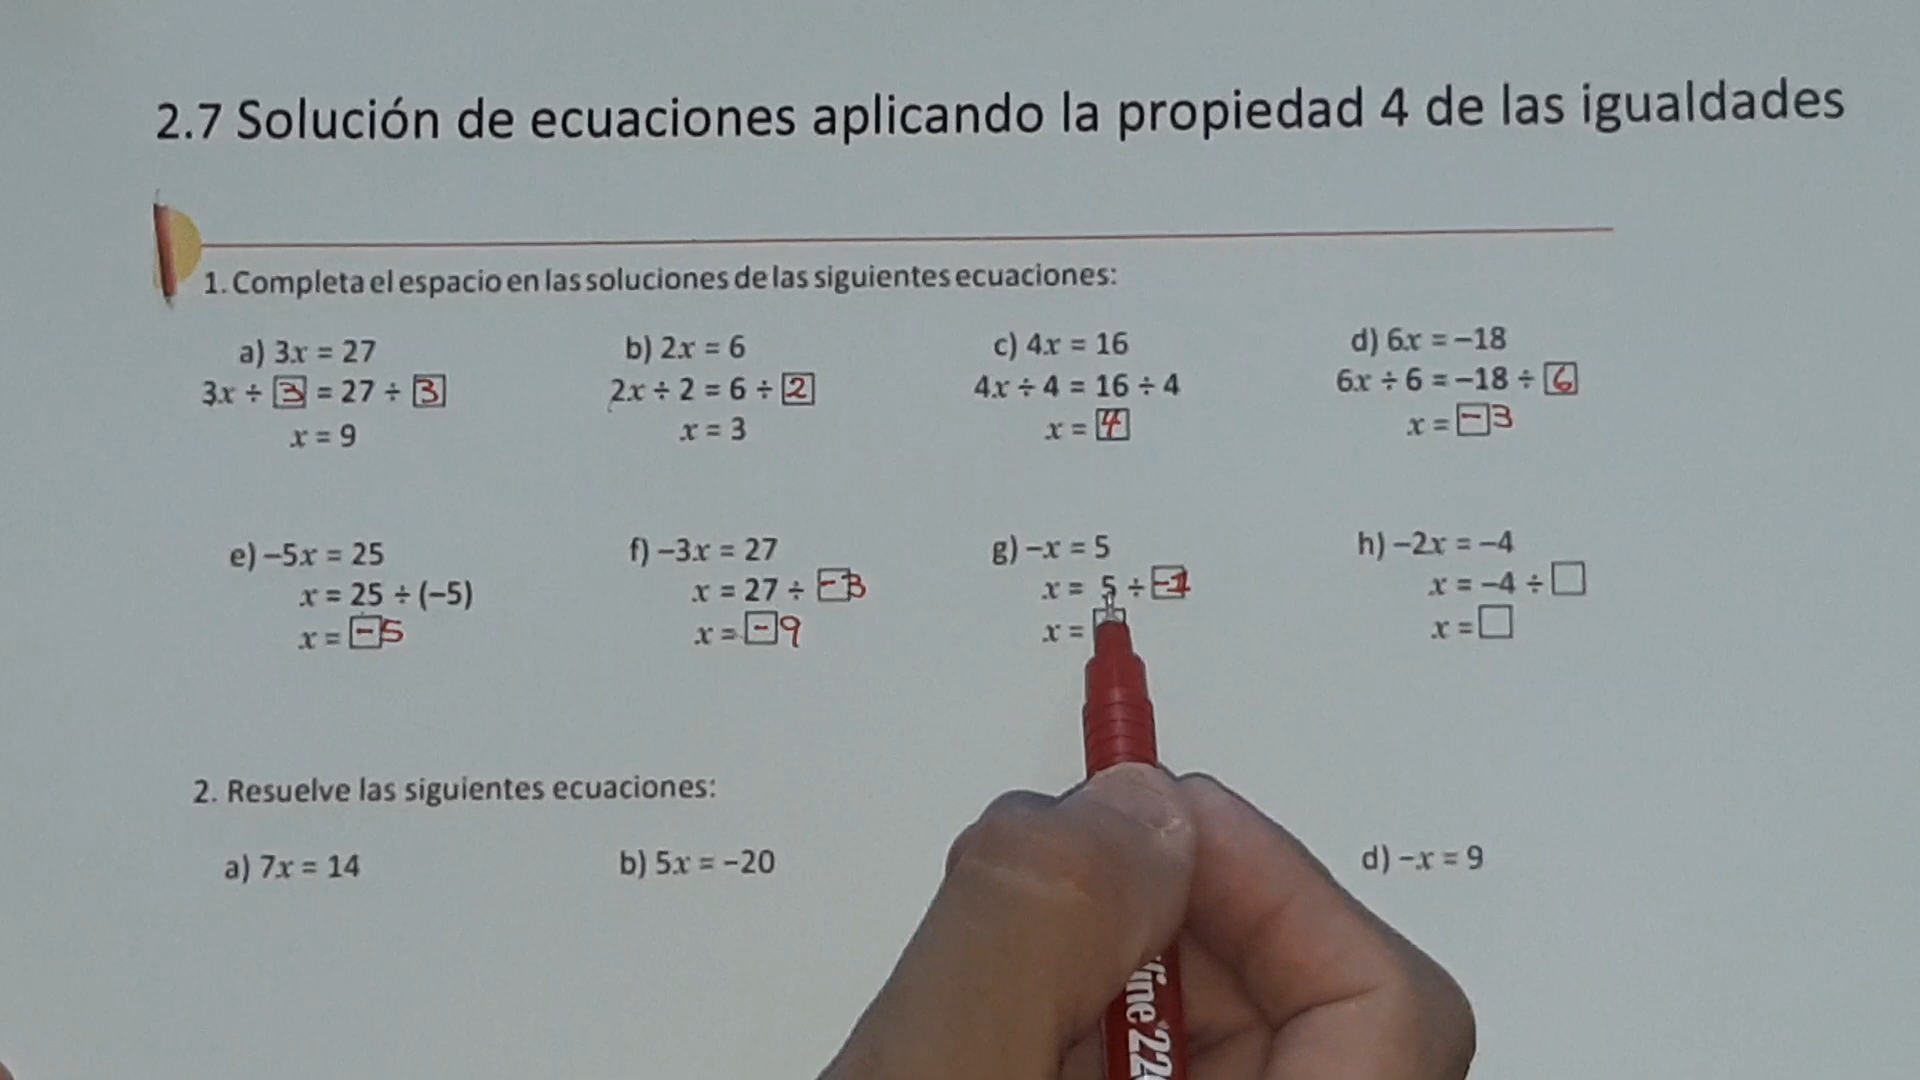 2.7 Solución de ecuaciones aplicando la propiedad 4 de las igualdades
1. Completa el espacio en las soluciones de las siguientes ecuaciones:
a) 3x = 27
3x ÷ 3 = 27 ÷ 3
x = 9
b) 2x = 6
2x ÷ 2 = 6 ÷ 2
x = 3
c) 4x = 16
4x ÷ 4 = 16 ÷ 4
x = 4
d) 6x = −18
6x ÷ 6 = −18 ÷ 6
x = −3
e) −5x = 25
x = 25 ÷ (−5)
x = −5
f) −3x = 27
x = 27 ÷ −3
x = −9
g) −x = 5
x = 5 ÷ −1
x =
h) −2x = −4
x = −4 ÷
x =
2. Resuelve las siguientes ecuaciones:
a) 7x = 14
b) 5x = −20
d) −x = 9